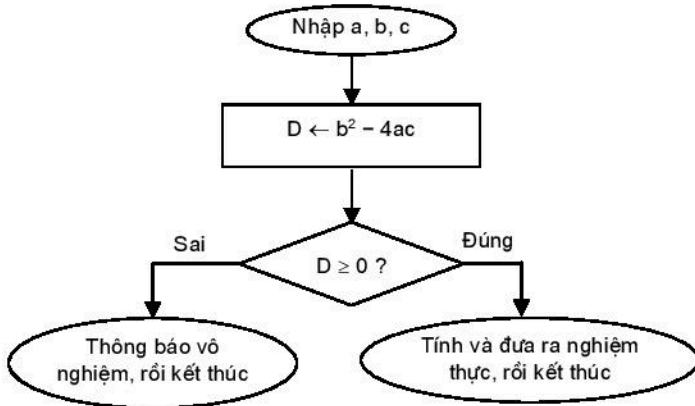 Nhập a, b, c
D ← b² − 4ac
Sai
Đúng
D ≥ 0 ?
Thông báo vô
nghiệm, rồi kết thúc
Tính và đưa ra nghiệm
thực, rồi kết thúc